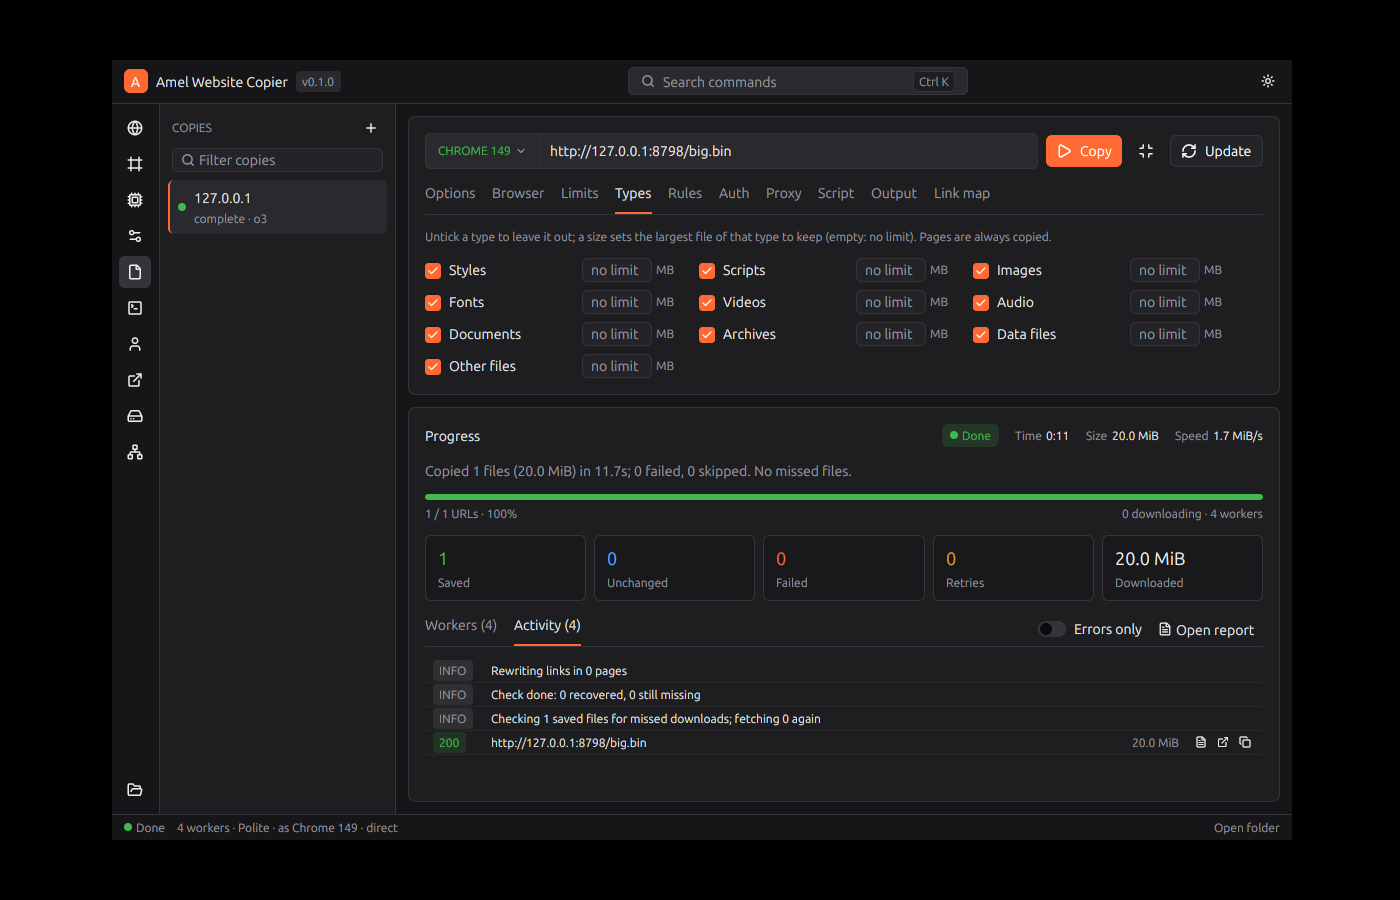 A Amel Website Copier v0.1.0 Search commands Ctrl K
COPIES
Filter copies
127.0.0.1
complete · o3
CHROME 149 http://127.0.0.1:8798/big.bin Copy Update
Options Browser Limits Types Rules Auth Proxy Script Output Link map
Untick a type to leave it out; a size sets the largest file of that type to keep (empty: no limit). Pages are always copied.
Styles no limit MB Scripts no limit MB Images no limit MB
Fonts no limit MB Videos no limit MB Audio no limit MB
Documents no limit MB Archives no limit MB Data files no limit MB
Other files no limit MB
Progress Done Time 0:11 Size 20.0 MiB Speed 1.7 MiB/s
Copied 1 files (20.0 MiB) in 11.7s; 0 failed, 0 skipped. No missed files.
1 / 1 URLs · 100% 0 downloading · 4 workers
1 0 0 0 20.0 MiB
Saved Unchanged Failed Retries Downloaded
Workers (4) Activity (4) Errors only Open report
INFO Rewriting links in 0 pages
INFO Check done: 0 recovered, 0 still missing
INFO Checking 1 saved files for missed downloads; fetching 0 again
200 http://127.0.0.1:8798/big.bin 20.0 MiB
Done 4 workers · Polite · as Chrome 149 · direct Open folder